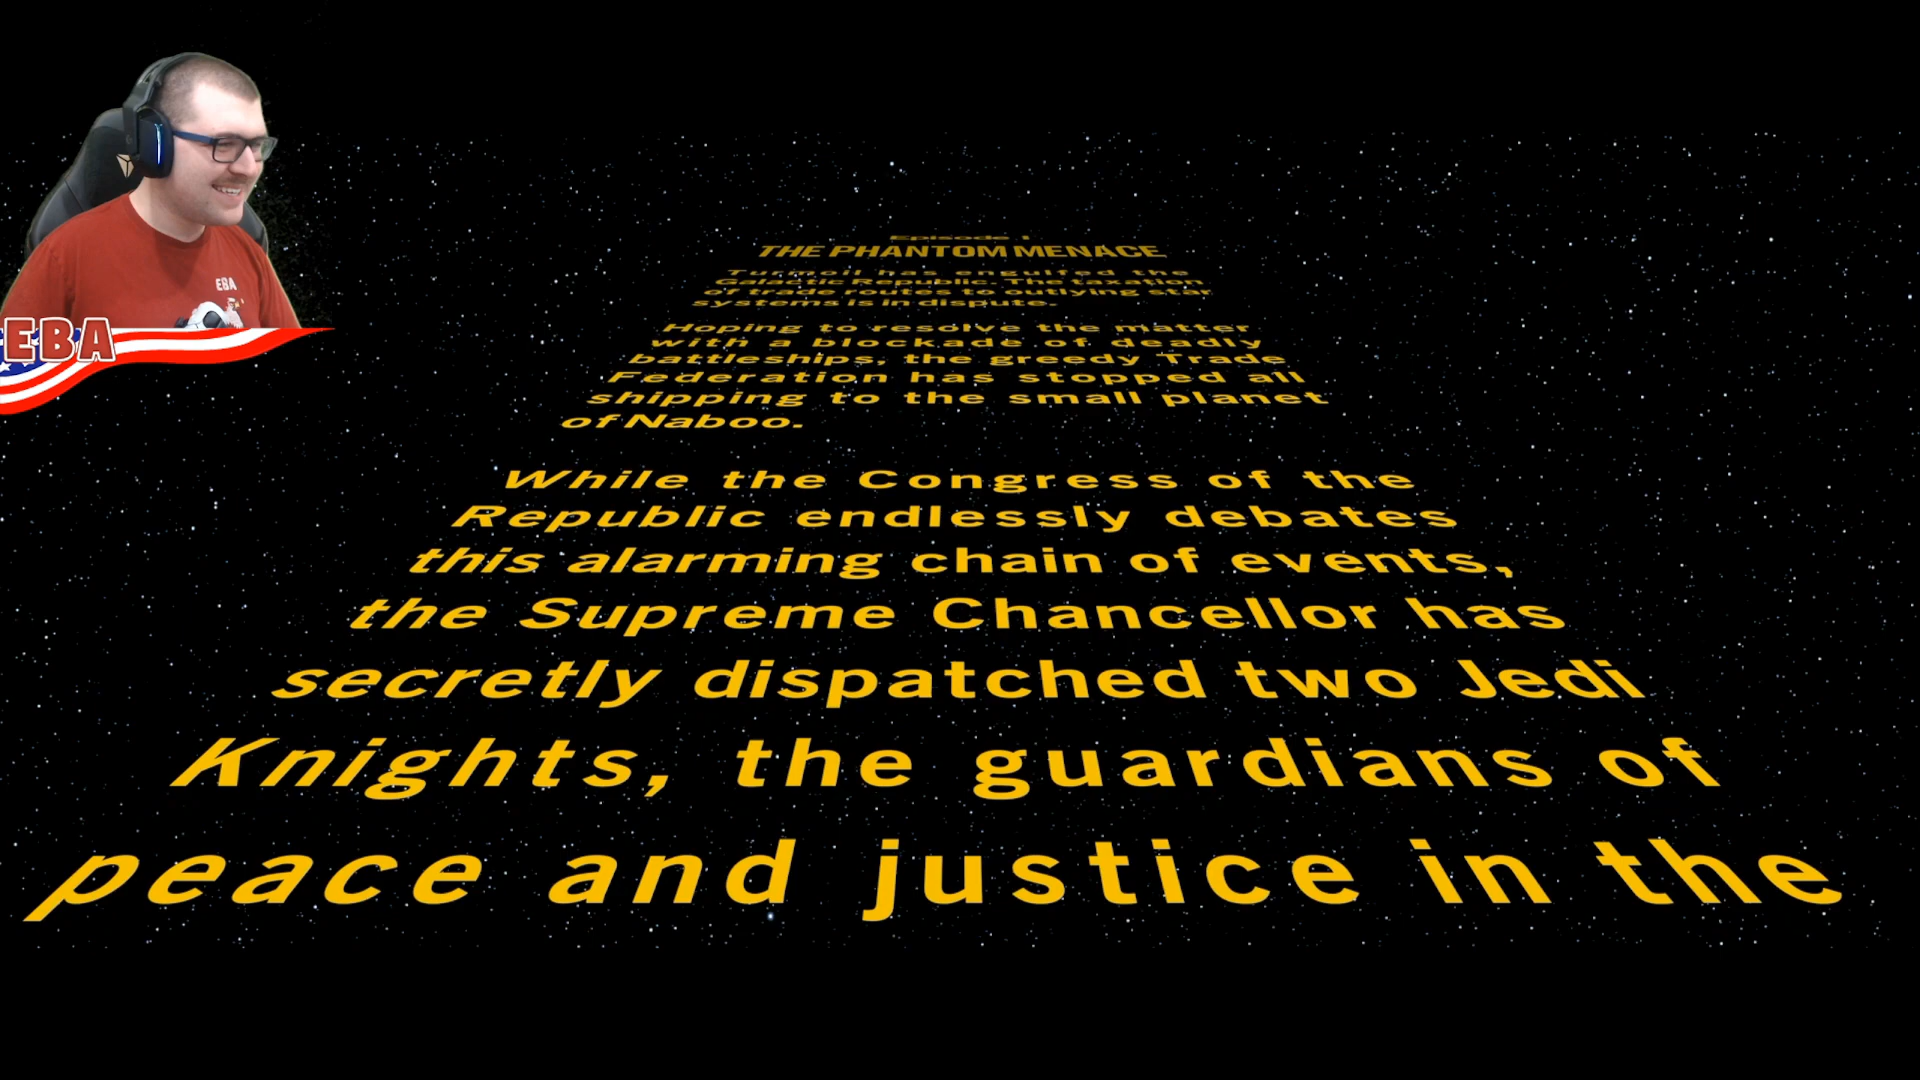 EBA
EBA
Episode I
THE PHANTOM MENACE
Turmoil has engulfed the
Galactic Republic. The taxation
of trade routes to outlying star
systems is in dispute.
Hoping to resolve the matter
with a blockade of deadly
battleships, the greedy Trade
Federation has stopped all
shipping to the small planet
of Naboo.
While the Congress of the
Republic endlessly debates
this alarming chain of events,
the Supreme Chancellor has
secretly dispatched two Jedi
Knights, the guardians of
peace and justice in the